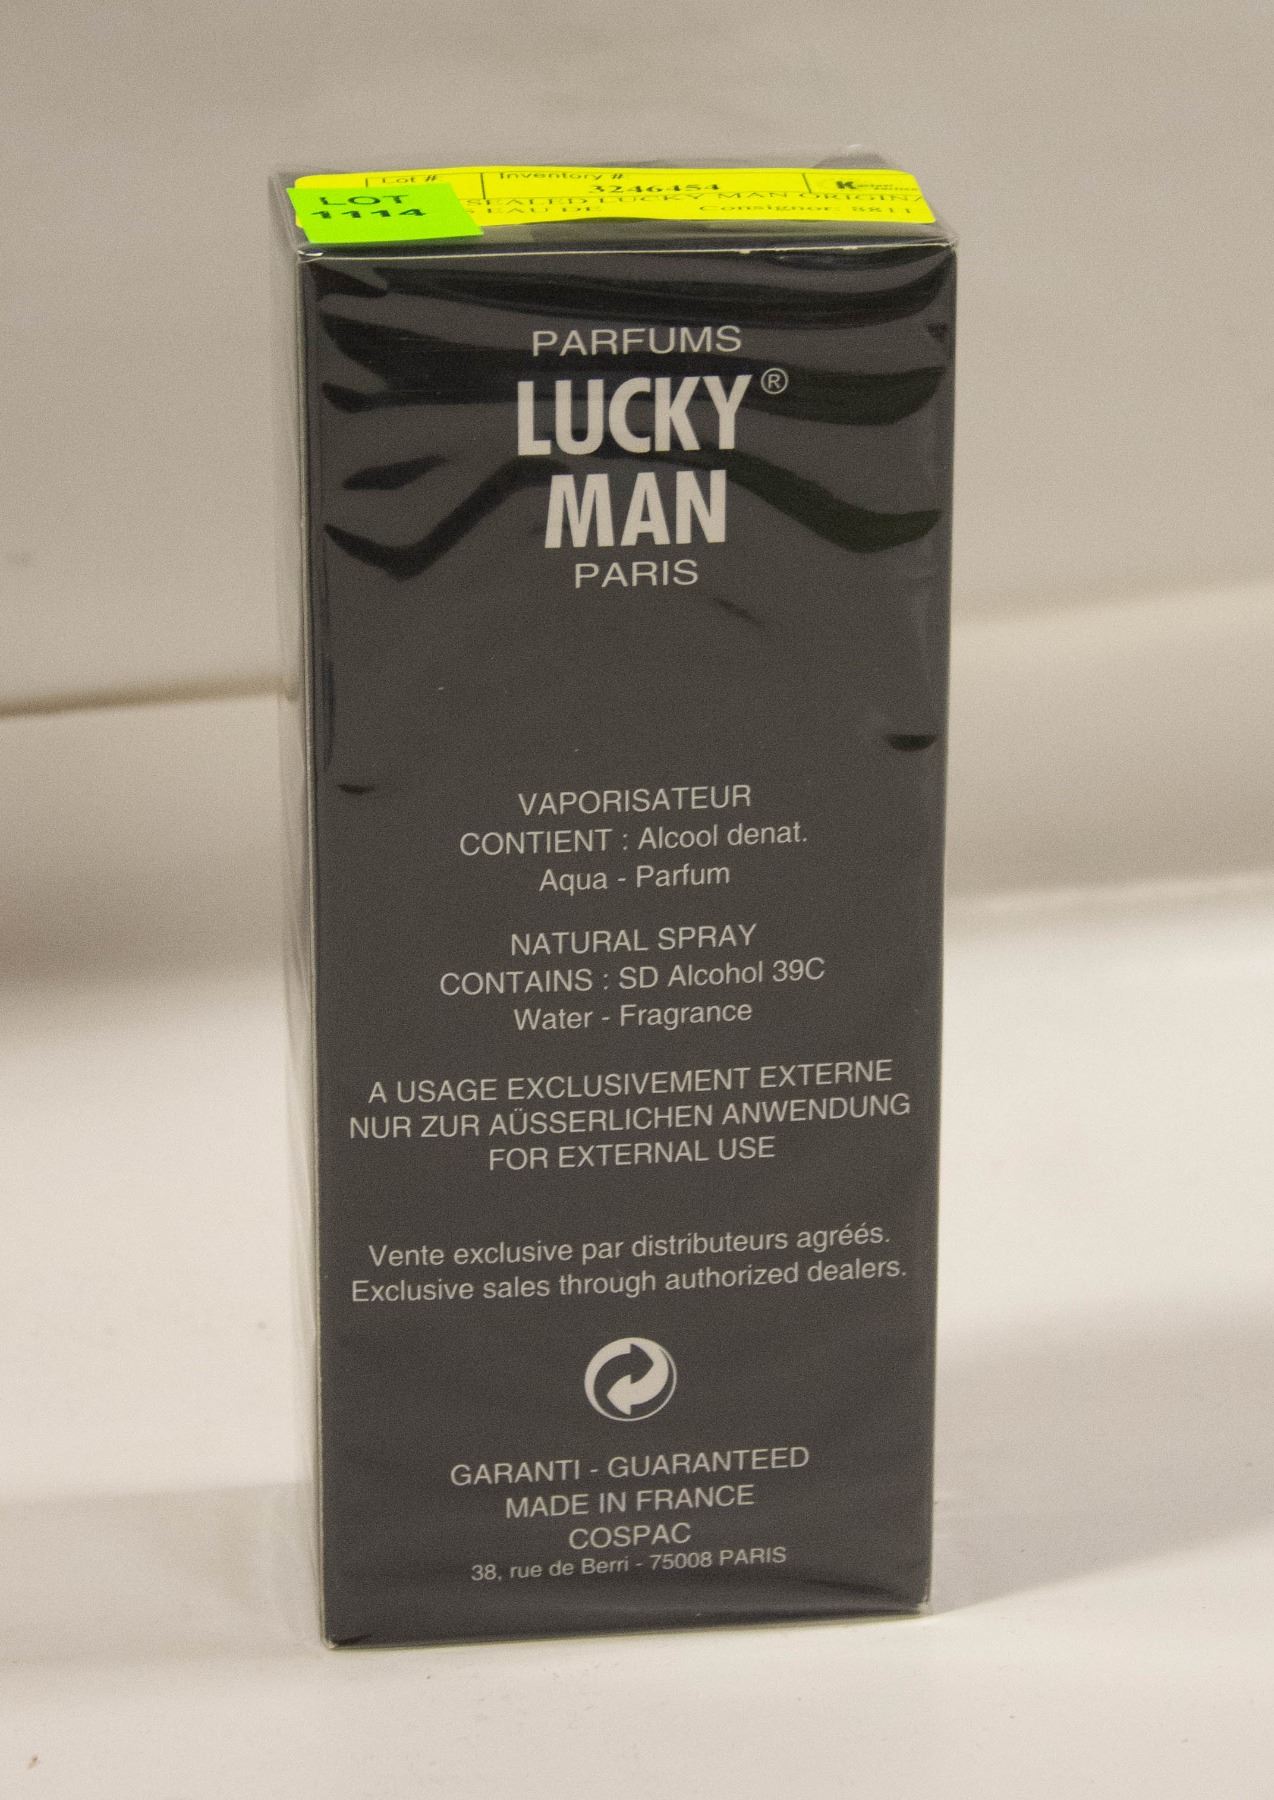 Lot #
Inventory #:
3246454
LOT
1114
SEALED LUCKY MAN ORIGINA
EAU DE
Consignor: 8811
PARFUMS
LUCKY®
MAN
PARIS
VAPORISATEUR
CONTIENT : Alcool denat.
Aqua - Parfum
NATURAL SPRAY
CONTAINS : SD Alcohol 39C
Water - Fragrance
A USAGE EXCLUSIVEMENT EXTERNE
NUR ZUR AÜSSERLICHEN ANWENDUNG
FOR EXTERNAL USE
Vente exclusive par distributeurs agréés.
Exclusive sales through authorized dealers.
GARANTI - GUARANTEED
MADE IN FRANCE
COSPAC
38, rue de Berri - 75008 PARIS